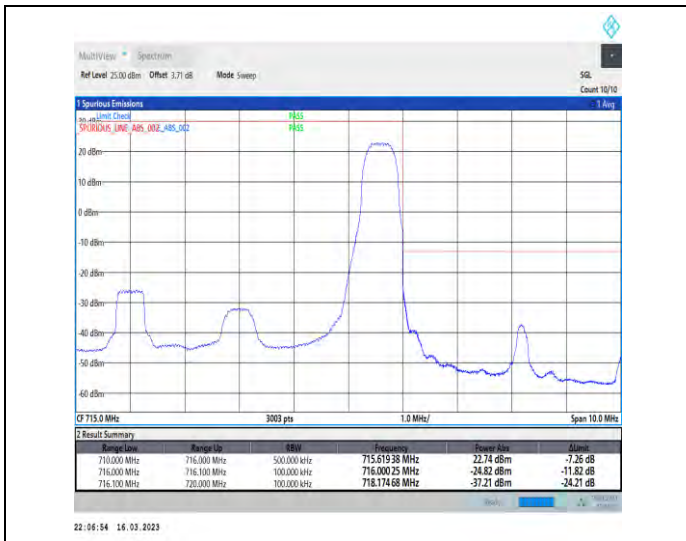 MultiView Spectrum
Ref Level 25.00 dBm Offset 3.71 dB Mode Sweep SGL
Count 10/10
1 Spurious Emissions 1 Avg
Limit Check PASS
_SPURIOUS_LINE_ABS_002_ABS_002 PASS
20 dBm
10 dBm
0 dBm
-10 dBm
-20 dBm
-30 dBm
-40 dBm
-50 dBm
-60 dBm
CF 715.0 MHz 3003 pts 1.0 MHz/ Span 10.0 MHz
2 Result Summary
Range Low Range Up RBW Frequency Power Abs ΔLimit
710.000 MHz 716.000 MHz 500.000 kHz 715.619 38 MHz 22.74 dBm -7.26 dB
716.000 MHz 716.100 MHz 100.000 kHz 716.000 25 MHz -24.82 dBm -11.82 dB
716.100 MHz 720.000 MHz 100.000 kHz 718.174 68 MHz -37.21 dBm -24.21 dB
Ready
22:06:54 16.03.2023